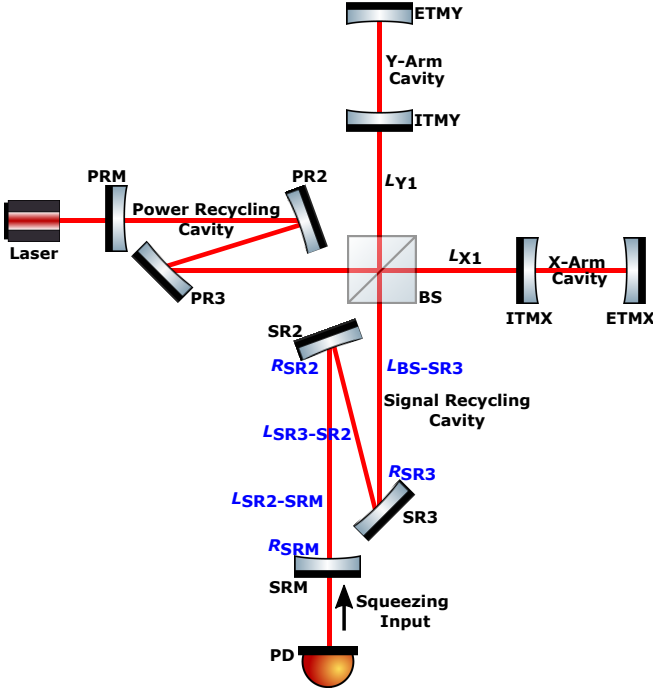 ETMY
Y-Arm
Cavity
ITMY
PRM
PR2
LY1
Power Recycling
Cavity
Laser
LX1
X-Arm
Cavity
PR3
BS
ITMX
ETMX
SR2
RSR2
LBS-SR3
Signal Recycling
Cavity
LSR3-SR2
RSR3
LSR2-SRM
SR3
RSRM
SRM
Squeezing
Input
PD